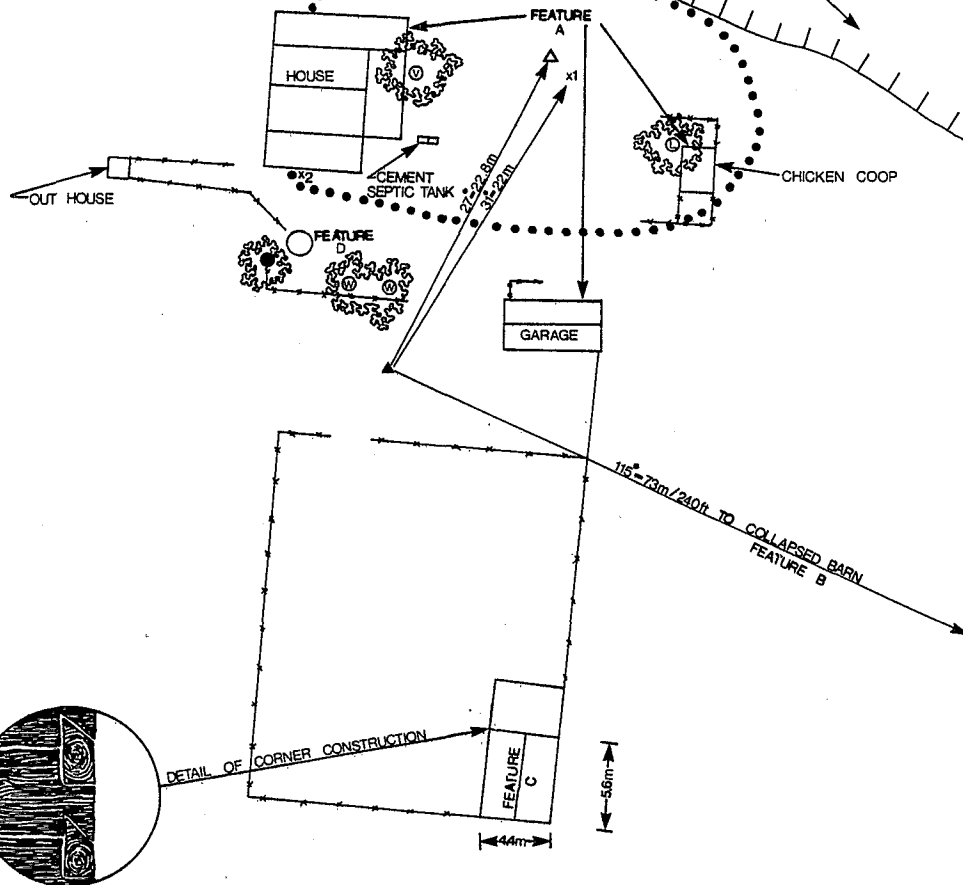 FEATURE
A
HOUSE
V
x1
L
CHICKEN COOP
CEMENT
SEPTIC TANK
x2
OUT HOUSE
27°-22.8m
31°-22m
FEATURE
D
W W
GARAGE
115°-73m/240ft TO COLLAPSED BARN
FEATURE B
DETAIL OF CORNER CONSTRUCTION
FEATURE
C
5.6m
4.4m